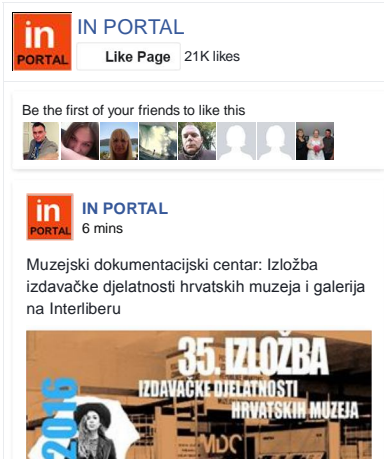 in
PORTAL
IN PORTAL
Like Page 21K likes
Be the first of your friends to like this
in
PORTAL
IN PORTAL
6 mins
Muzejski dokumentacijski centar: Izložba
izdavačke djelatnosti hrvatskih muzeja i galerija
na Interliberu
35. IZLOŽBA
IZDAVAČKE DJELATNOSTI
HRVATSKIH MUZEJA
2016
MDC